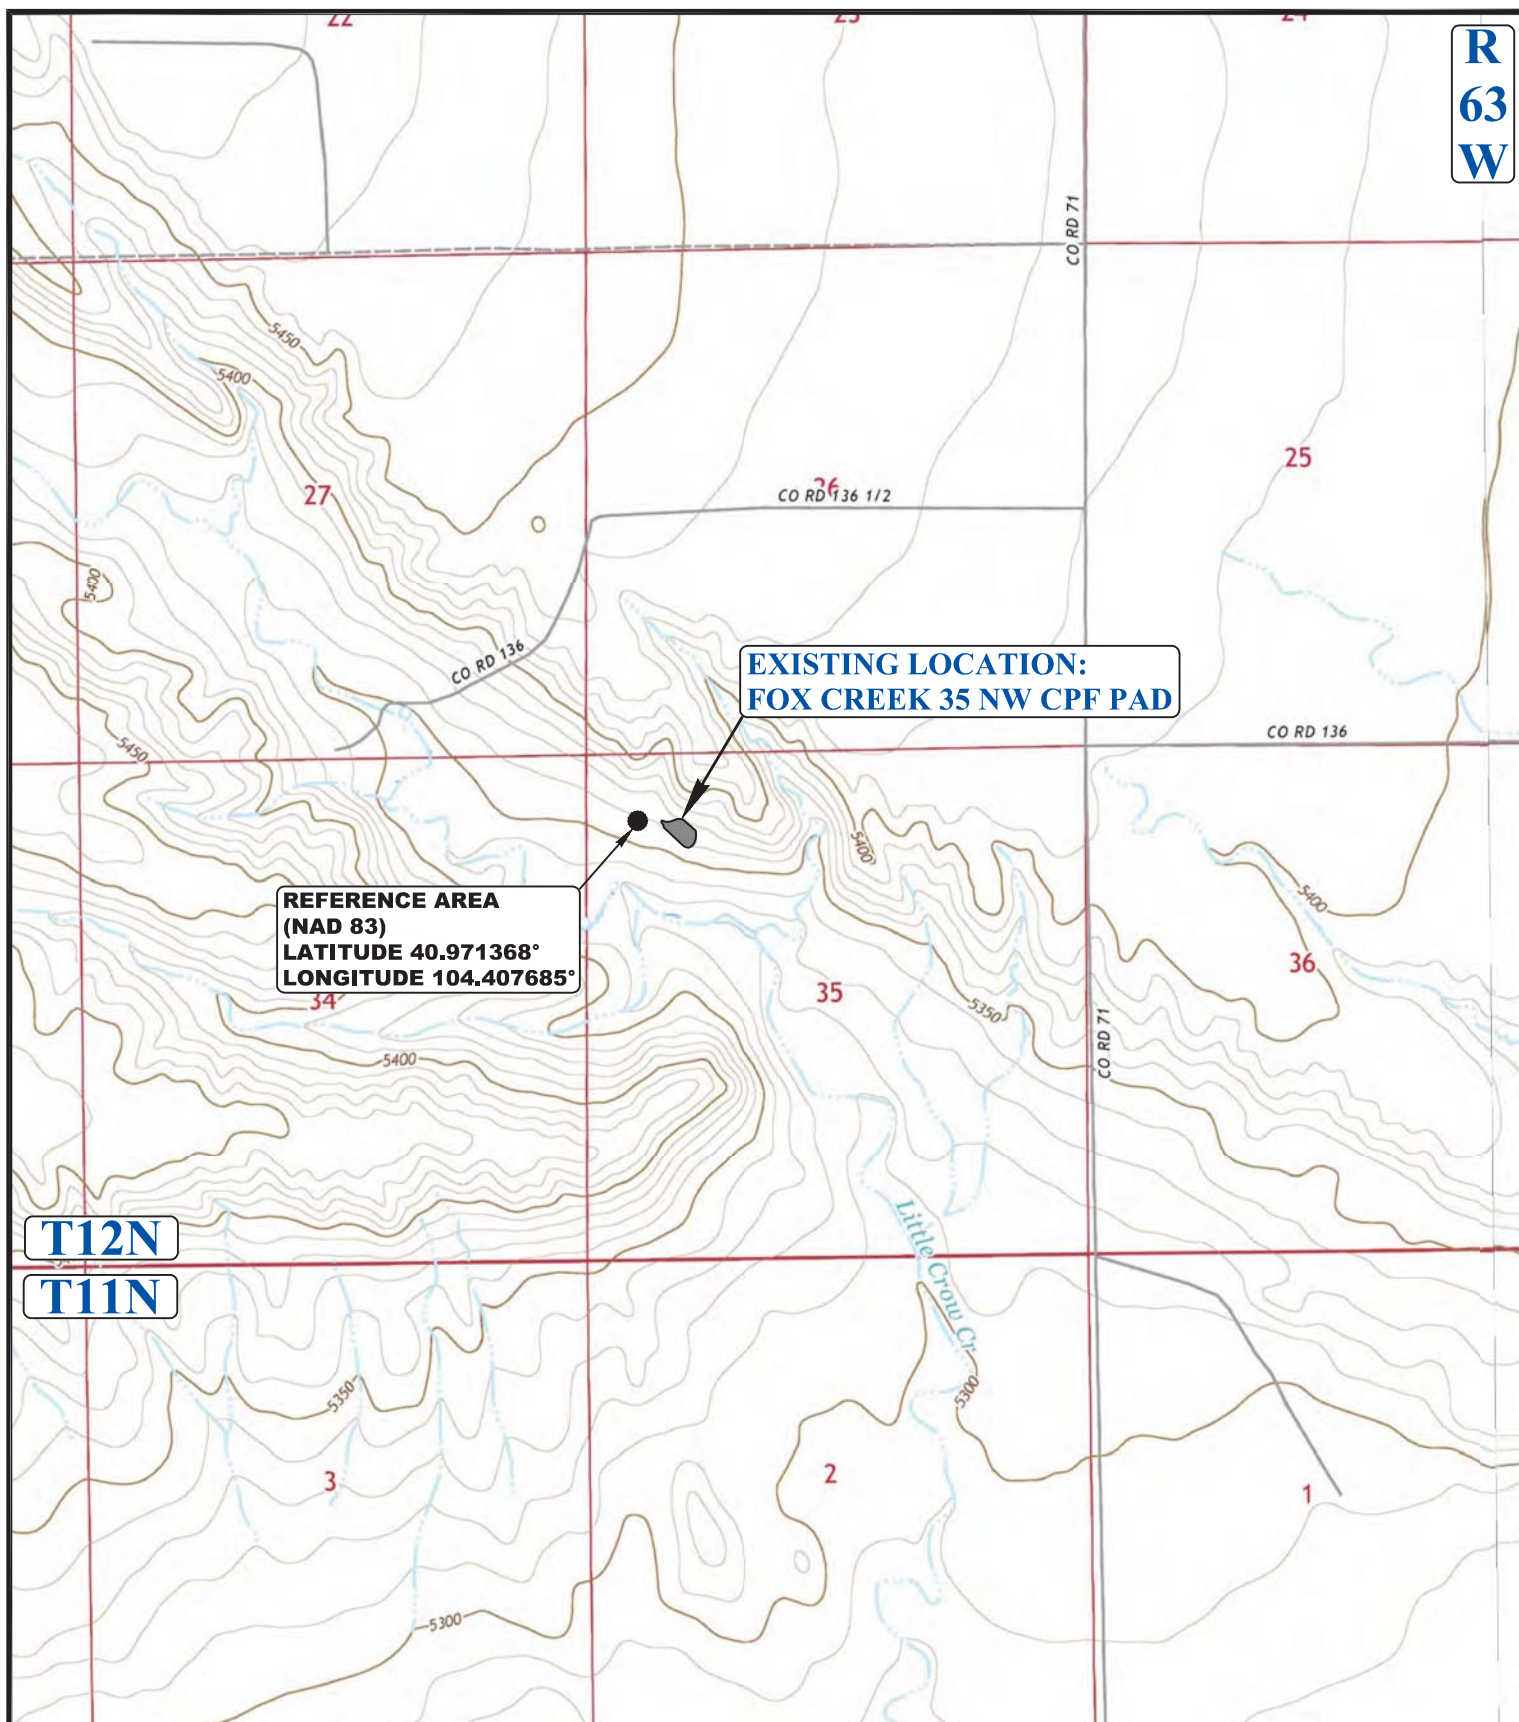 22
23
24
R
63
W
CO RD 71
5450
5400
25
27
26
CO RD 136 1/2
5400
CO RD 136
EXISTING LOCATION:
FOX CREEK 35 NW CPF PAD
CO RD 136
5450
5400
5400
REFERENCE AREA
(NAD 83)
LATITUDE 40.971368°
LONGITUDE 104.407685°
34
35
36
5350
CO RD 71
5400
T12N
Little Crow Cr
T11N
5350
5300
3
2
1
5300